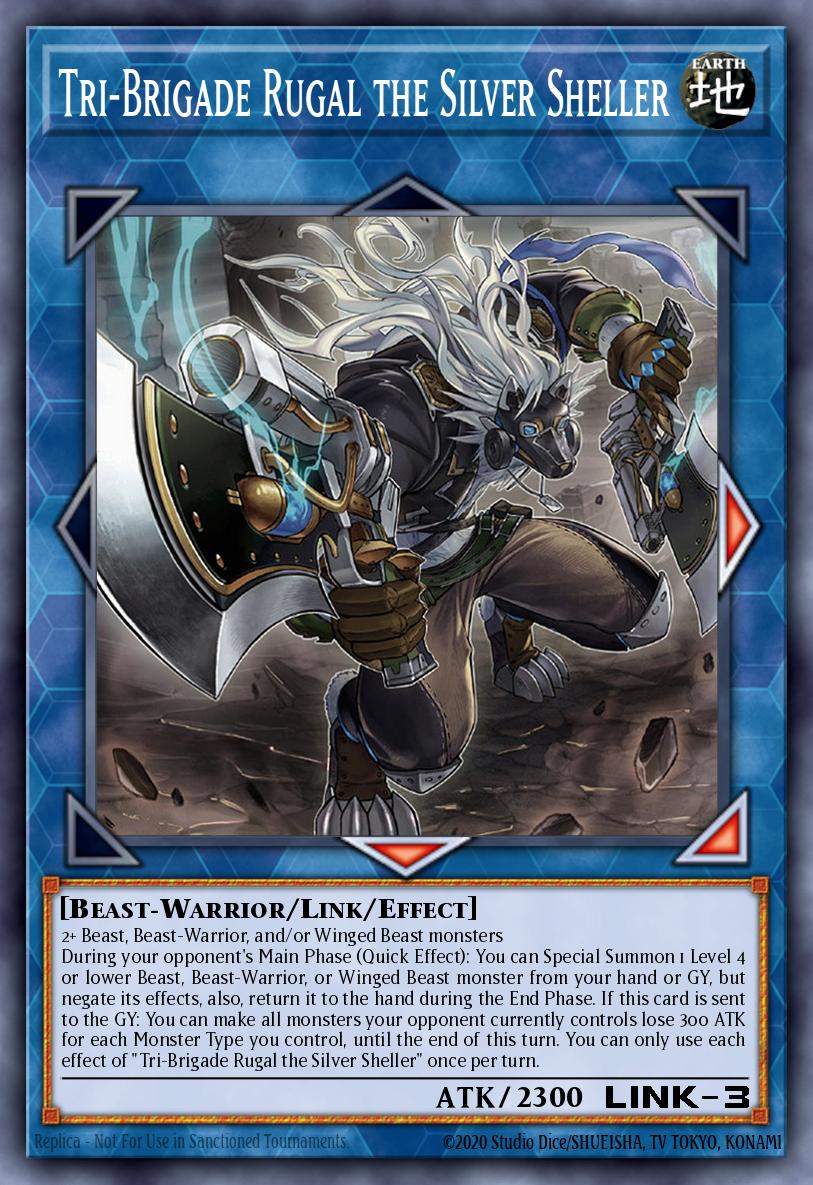 Tri-Brigade Rugal the Silver Sheller
EARTH
地
[Beast-Warrior/Link/Effect]
2+ Beast, Beast-Warrior, and/or Winged Beast monsters
During your opponent's Main Phase (Quick Effect): You can Special Summon 1 Level 4
or lower Beast, Beast-Warrior, or Winged Beast monster from your hand or GY, but
negate its effects, also, return it to the hand during the End Phase. If this card is sent
to the GY: You can make all monsters your opponent currently controls lose 300 ATK
for each Monster Type you control, until the end of this turn. You can only use each
effect of "Tri-Brigade Rugal the Silver Sheller" once per turn.
ATK/2300 LINK-3
Replica - Not For Use in Sanctioned Tournaments.
©2020 Studio Dice/SHUEISHA, TV TOKYO, KONAMI